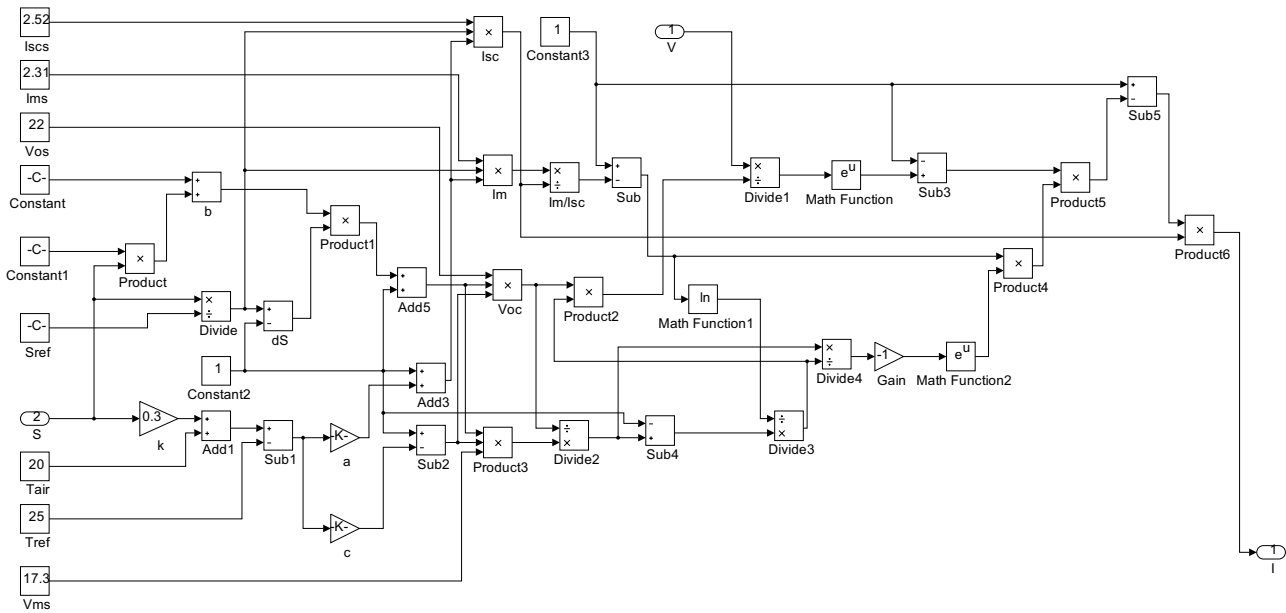 2.52
Iscs
2.31
Ims
22
Vos
-C-
Constant
-C-
Constant1
-C-
Sref
2
S
20
Tair
25
Tref
17.3
Vms
+
+
b
×
Product
×
÷
Divide
1
Constant2
0.3
k
+
+
Add1
+
-
Sub1
+
-
dS
×
Product1
-K-
a
-K-
c
+
+
Add5
+
+
Add3
+
-
Sub2
×
Isc
×
Im
×
Voc
×
Product3
1
Constant3
×
÷
Im/Isc
+
-
Sub
×
Product2
÷
×
Divide2
-
+
Sub4
1
V
ln
Math Function1
×
÷
Divide1
÷
×
Divide3
e^u
Math Function
×
÷
Divide4
-1
Gain
-
+
Sub3
e^u
Math Function2
×
Product4
×
Product5
+
-
Sub5
×
Product6
1
I